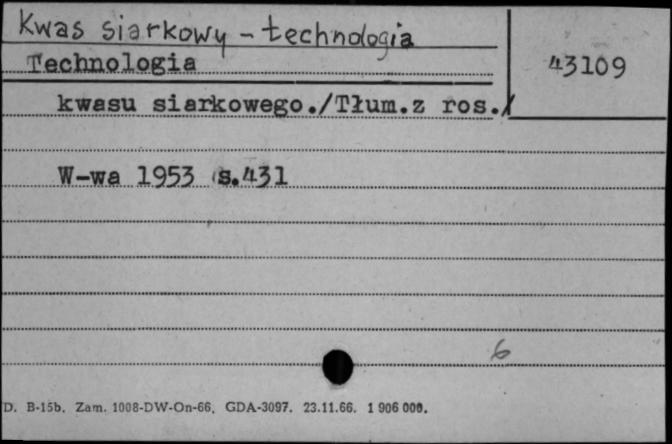 Kwas siarkowy - technologia
Technologia
43109
kwasu siarkowego./Tłum.z ros./
W-wa 1953 s.431
6
D. B-15b. Zam. 1008-DW-On-66. GDA-3097. 23.11.66. 1 906 000.